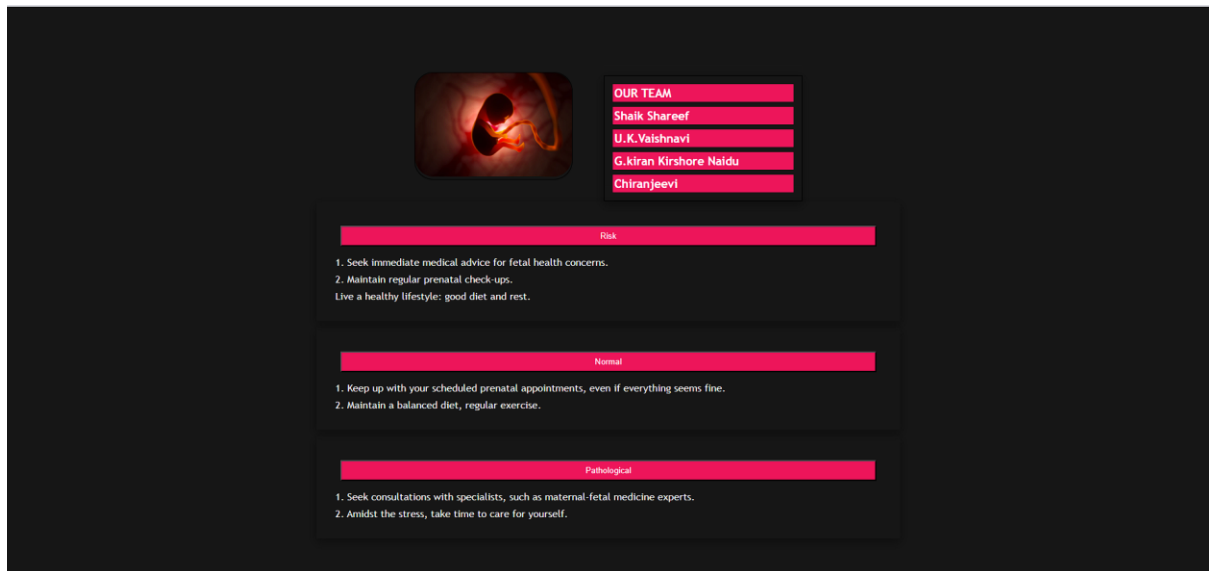 OUR TEAM
Shaik Shareef
U.K.Vaishnavi
G.kiran Kirshore Naidu
Chiranjeevi
Risk
1. Seek immediate medical advice for fetal health concerns.
2. Maintain regular prenatal check-ups.
Live a healthy lifestyle: good diet and rest.
Normal
1. Keep up with your scheduled prenatal appointments, even if everything seems fine.
2. Maintain a balanced diet, regular exercise.
Pathological
1. Seek consultations with specialists, such as maternal-fetal medicine experts.
2. Amidst the stress, take time to care for yourself.